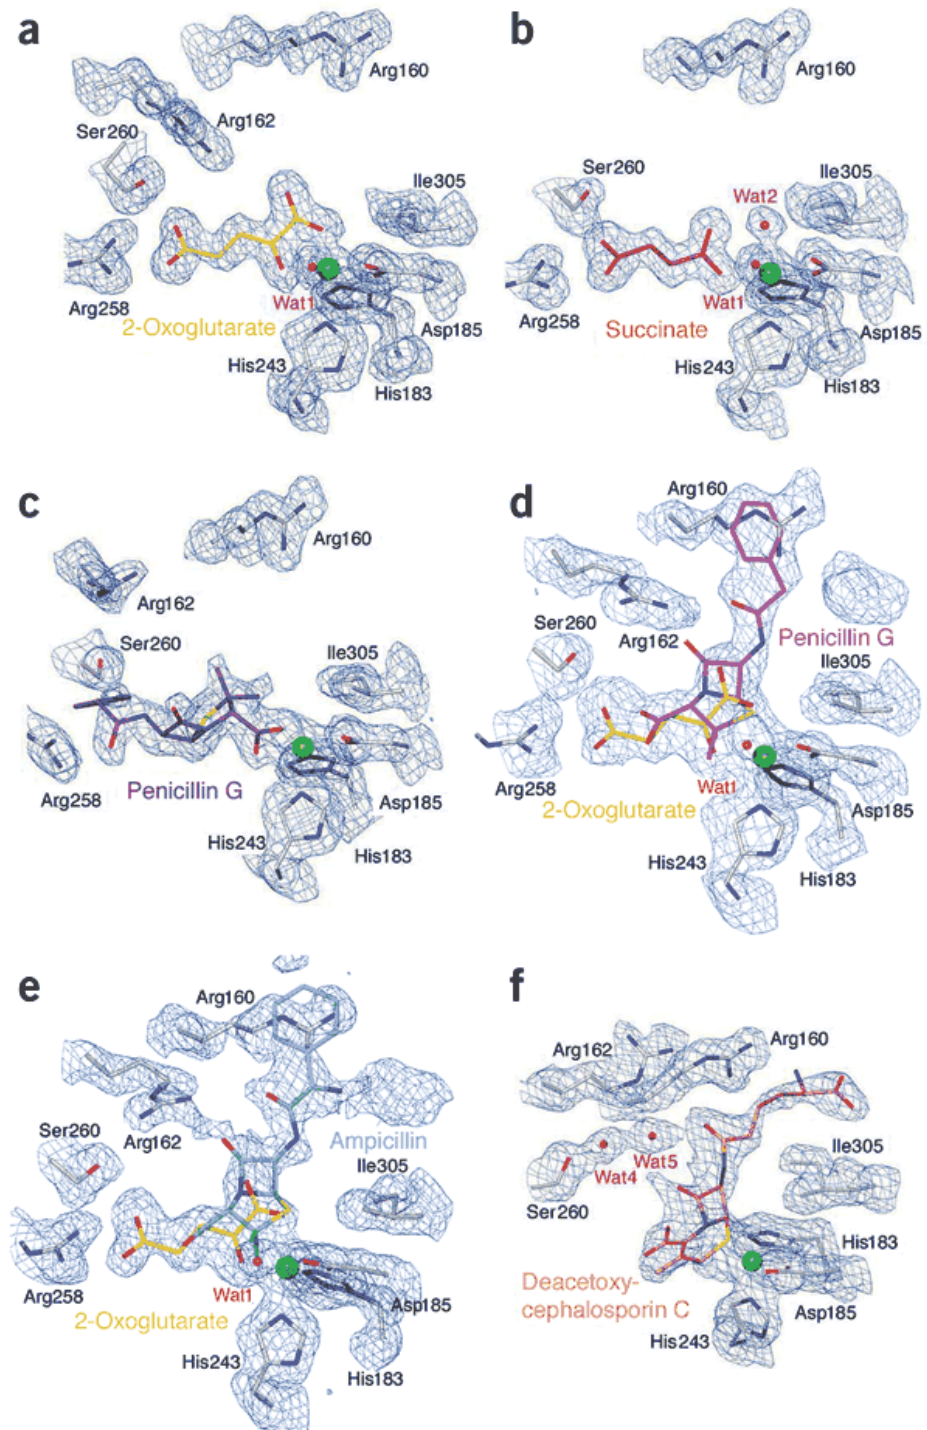 a
Arg160
Arg162
Ser260
Ile305
Arg258
Wat1
2-Oxoglutarate
Asp185
His243
His183
b
Arg160
Ser260
Ile305
Wat2
Wat1
Arg258
Succinate
Asp185
His243
His183
c
Arg160
Arg162
Ser260
Ile305
Arg258
Penicillin G
Asp185
His243
His183
d
Arg160
Ser260
Arg162
Penicillin G
Ile305
Arg258
Wat1
2-Oxoglutarate
Asp185
His243
His183
e
Arg160
Ser260
Arg162
Ampicillin
Ile305
Arg258
Wat1
2-Oxoglutarate
Asp185
His243
His183
f
Arg162
Arg160
Wat5
Wat4
Ile305
Ser260
His183
Deacetoxy-
cephalosporin C
Asp185
His243